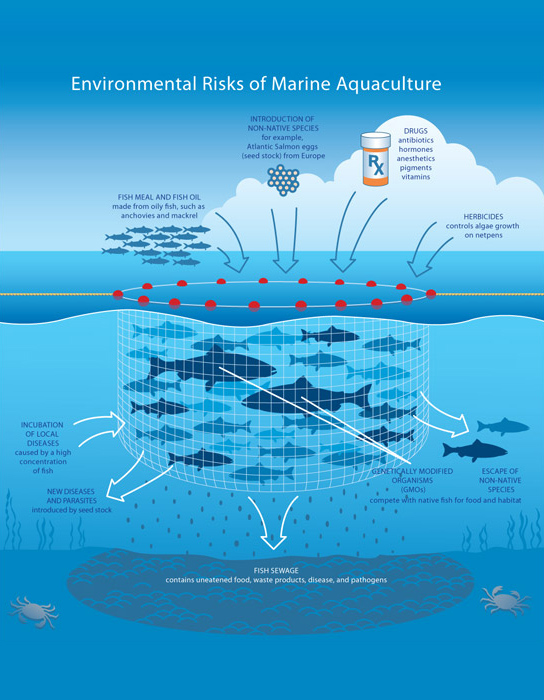 Environmental Risks of Marine Aquaculture
INTRODUCTION OF
NON-NATIVE SPECIES
for example,
Atlantic Salmon eggs
(seed stock) from Europe
Rx
DRUGS
antibiotics
hormones
anesthetics
pigments
vitamins
FISH MEAL AND FISH OIL
made from oily fish, such as
anchovies and mackrel
HERBICIDES
controls algae growth
on netpens
INCUBATION
OF LOCAL
DISEASES
caused by a high
concentration
of fish
NEW DISEASES
AND PARASITES
introduced by seed stock
GENETICALLY MODIFIED
ORGANISMS
(GMOs)
ESCAPE OF
NON-NATIVE
SPECIES
compete with native fish for food and habitat
FISH SEWAGE
contains uneatened food, waste products, disease, and pathogens